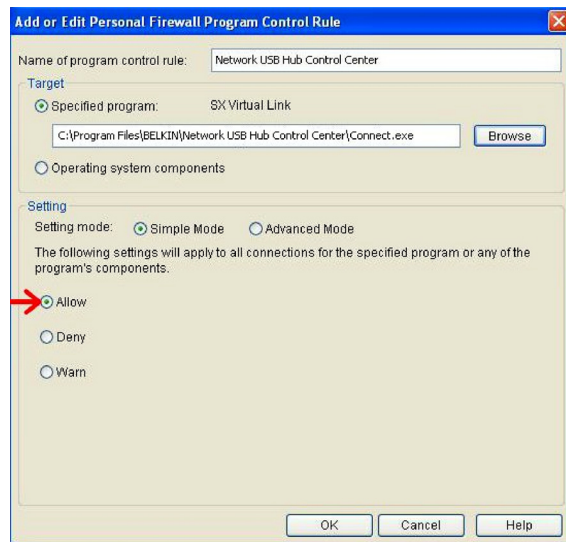 Add or Edit Personal Firewall Program Control Rule
Name of program control rule: Network USB Hub Control Center
Target
Specified program: SX Virtual Link
C:\Program Files\BELKIN\Network USB Hub Control Center\Connect.exe Browse
Operating system components
Setting
Setting mode: Simple Mode Advanced Mode
The following settings will apply to all connections for the specified program or any of the
program's components.
Allow
Deny
Warn
OK Cancel Help